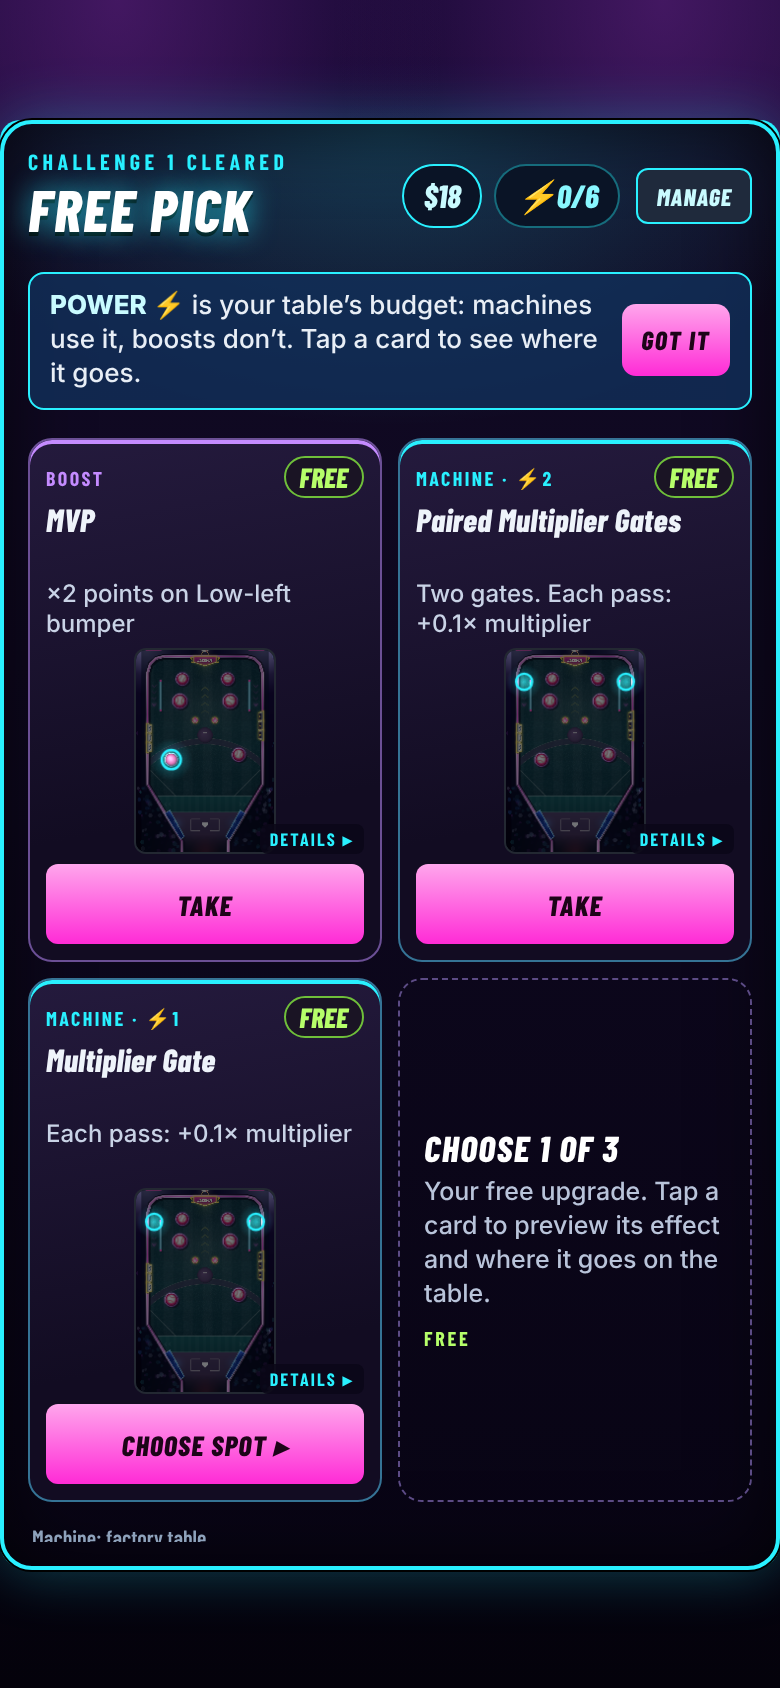 CHALLENGE 1 CLEARED
FREE PICK
$18
⚡0/6
MANAGE
POWER ⚡ is your table’s budget: machines
use it, boosts don’t. Tap a card to see where
it goes.
GOT IT
BOOST
FREE
MVP
×2 points on Low-left
bumper
DETAILS ▸
TAKE
MACHINE · ⚡2
FREE
Paired Multiplier Gates
Two gates. Each pass:
+0.1× multiplier
DETAILS ▸
TAKE
MACHINE · ⚡1
FREE
Multiplier Gate
Each pass: +0.1× multiplier
DETAILS ▸
CHOOSE SPOT ▸
CHOOSE 1 OF 3
Your free upgrade. Tap a
card to preview its effect
and where it goes on the
table.
FREE
Machine: factory table